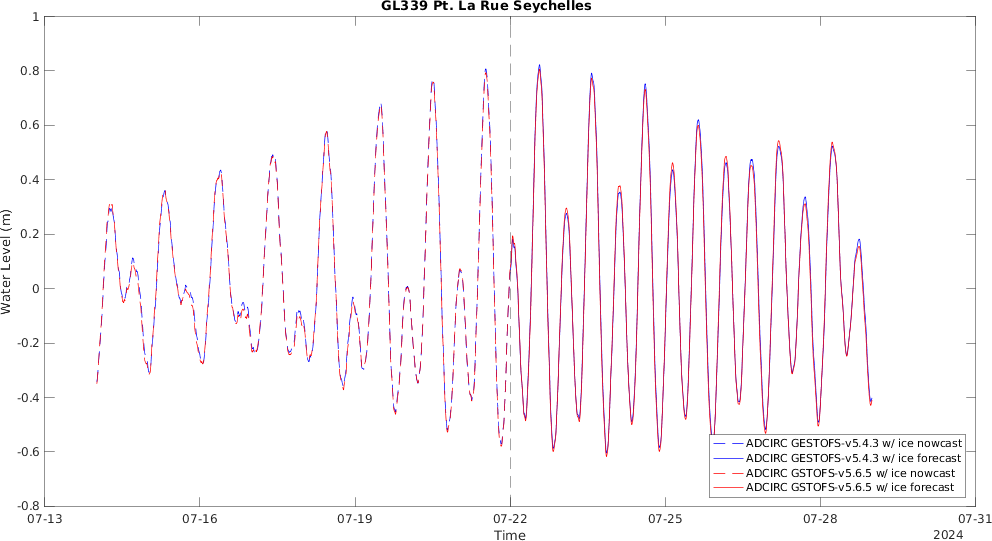 GL339 Pt. La Rue Seychelles
1
0.8
0.6
0.4
0.2
0
-0.2
-0.4
-0.6
-0.8
Water Level (m)
07-13
07-16
07-19
07-22
07-25
07-28
07-31
Time
2024
ADCIRC GESTOFS-v5.4.3 w/ ice nowcast
ADCIRC GESTOFS-v5.4.3 w/ ice forecast
ADCIRC GSTOFS-v5.6.5 w/ ice nowcast
ADCIRC GSTOFS-v5.6.5 w/ ice forecast